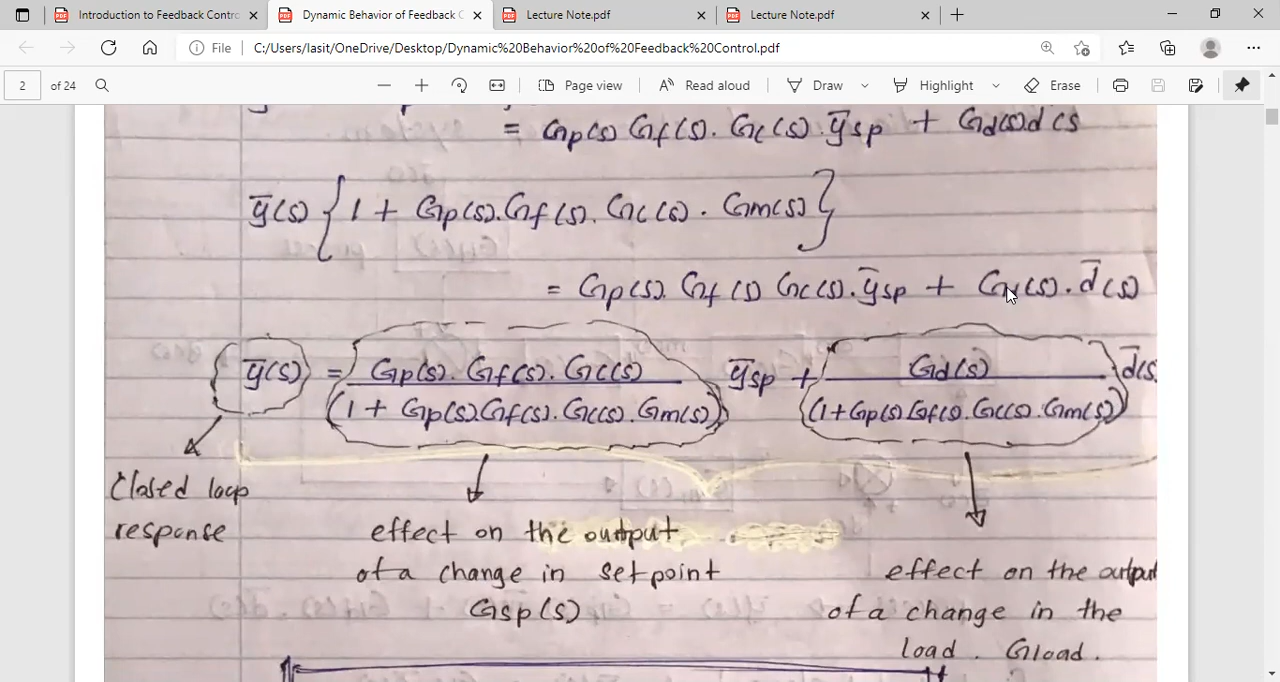 Introduction to Feedback Contro
Dynamic Behavior of Feedback C
Lecture Note.pdf
Lecture Note.pdf
File
C:/Users/lasit/OneDrive/Desktop/Dynamic%20Behavior%20of%20Feedback%20Control.pdf
2 of 24
Page view
Read aloud
Draw
Highlight
Erase
= Gp(s) Gf(s). Gc(s). ȳsp + Gd(s)d(s
ȳ(s) { 1 + Gp(s). Gf(s). Gc(s). Gm(s) }
= Gp(s). Gf(s) Gc(s). ȳsp + Gd(s). d̄(s)
ȳ(s) = Gp(s). Gf(s). Gc(s) / (1 + Gp(s)Gf(s). Gc(s). Gm(s)) ȳsp + Gd(s) / (1+Gp(s) Gf(s). Gc(s). Gm(s)) d̄(s
Closed loop
response
effect on the output
of a change in setpoint
Gsp(s)
effect on the output
of a change in the
load. Gload.